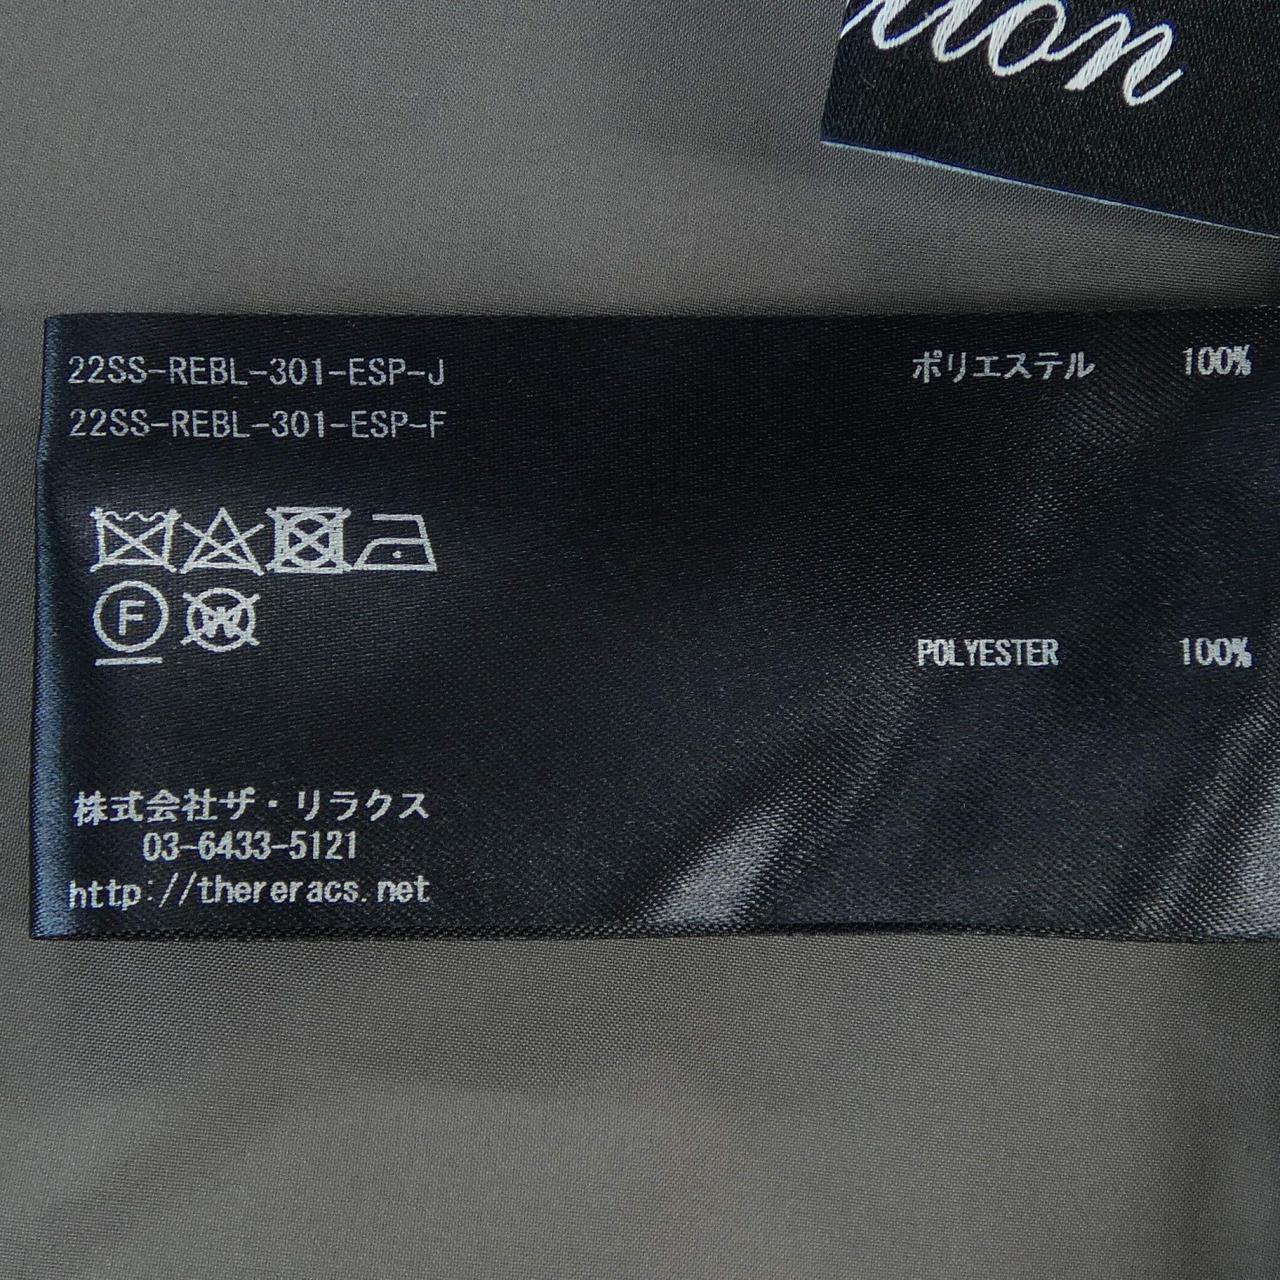 22SS-REBL-301-ESP-J
22SS-REBL-301-ESP-F
ポリエステル 100%
F
W
POLYESTER 100%
株式会社ザ・リラクス
03-6433-5121
http://thereracs.net